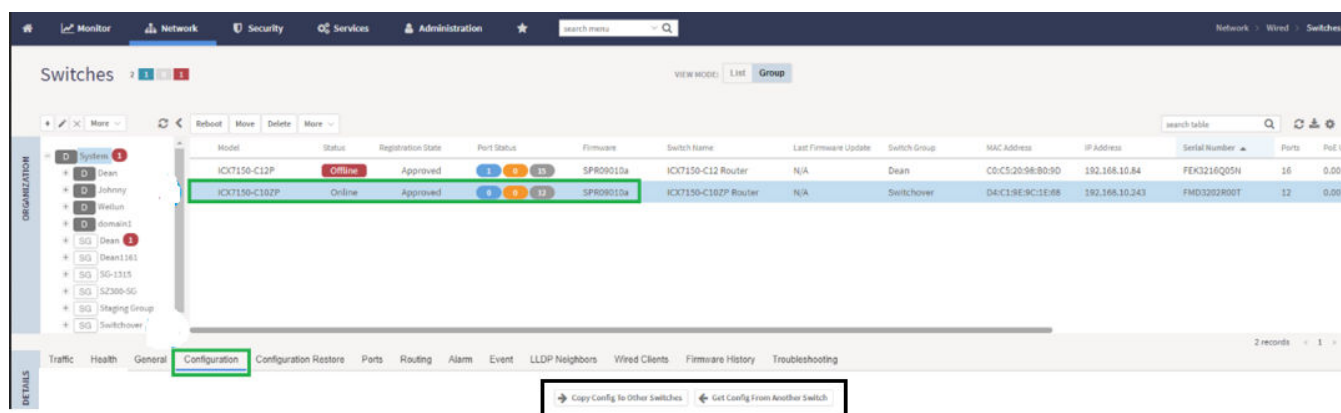 Monitor Network Security Services Administration search menu Network > Wired > Switches
Switches 2 1 0 1 VIEW MODE: List Group
More Reboot Move Delete More search table
ORGANIZATION
Model Status Registration State Port Status Firmware Switch Name Last Firmware Update Switch Group MAC Address IP Address Serial Number Ports PoE
D System 1
ICX7150-C12P Offline Approved 1 0 15 SPR09010a ICX7150-C12 Router N/A Dean C0:C5:20:98:B0:9D 192.168.10.84 FEK3216Q05N 16 0.00
D Dean
ICX7150-C10ZP Online Approved 0 0 12 SPR09010a ICX7150-C10ZP Router N/A Switchover D4:C1:9E:9C:1E:68 192.168.10.243 FMD3202R00T 12 0.00
D Johnny
D Weilun
D domain1
SG Dean 1
SG Dean1161
SG SG-1315
SG SZ300-SG
SG Staging Group
SG Switchover
2 records 1
DETAILS
Traffic Health General Configuration Configuration Restore Ports Routing Alarm Event LLDP Neighbors Wired Clients Firmware History Troubleshooting
Copy Config To Other Switches Get Config From Another Switch